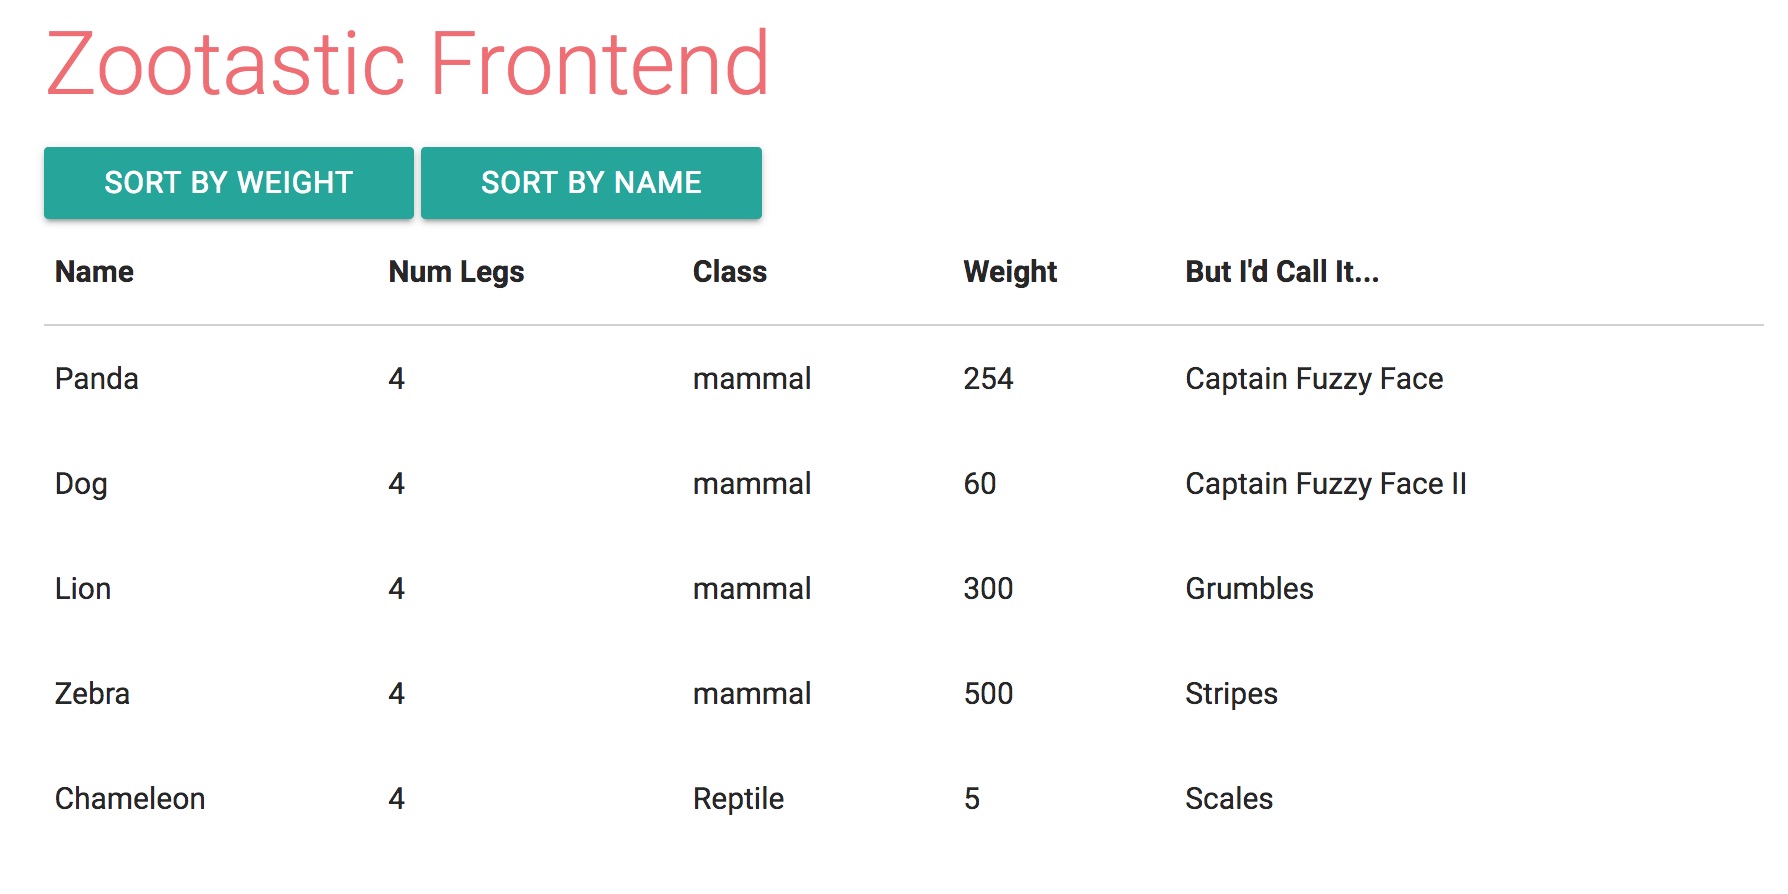 Zootastic Frontend
SORT BY WEIGHT SORT BY NAME
Name Num Legs Class Weight But I'd Call It...
Panda 4 mammal 254 Captain Fuzzy Face
Dog 4 mammal 60 Captain Fuzzy Face II
Lion 4 mammal 300 Grumbles
Zebra 4 mammal 500 Stripes
Chameleon 4 Reptile 5 Scales